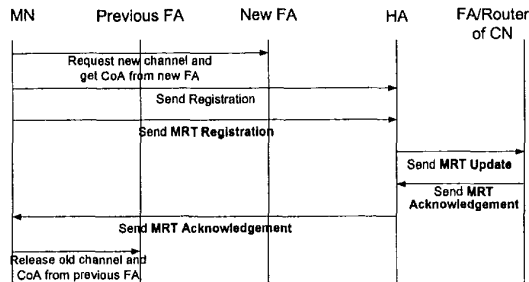 MN Previous FA New FA HA FA/Router
of CN
Request new channel and
get CoA from new FA
Send Registration
Send MRT Registration
Send MRT Update
Send MRT
Acknowledgement
Send MRT Acknowledgement
Release old channel and
CoA from previous FA